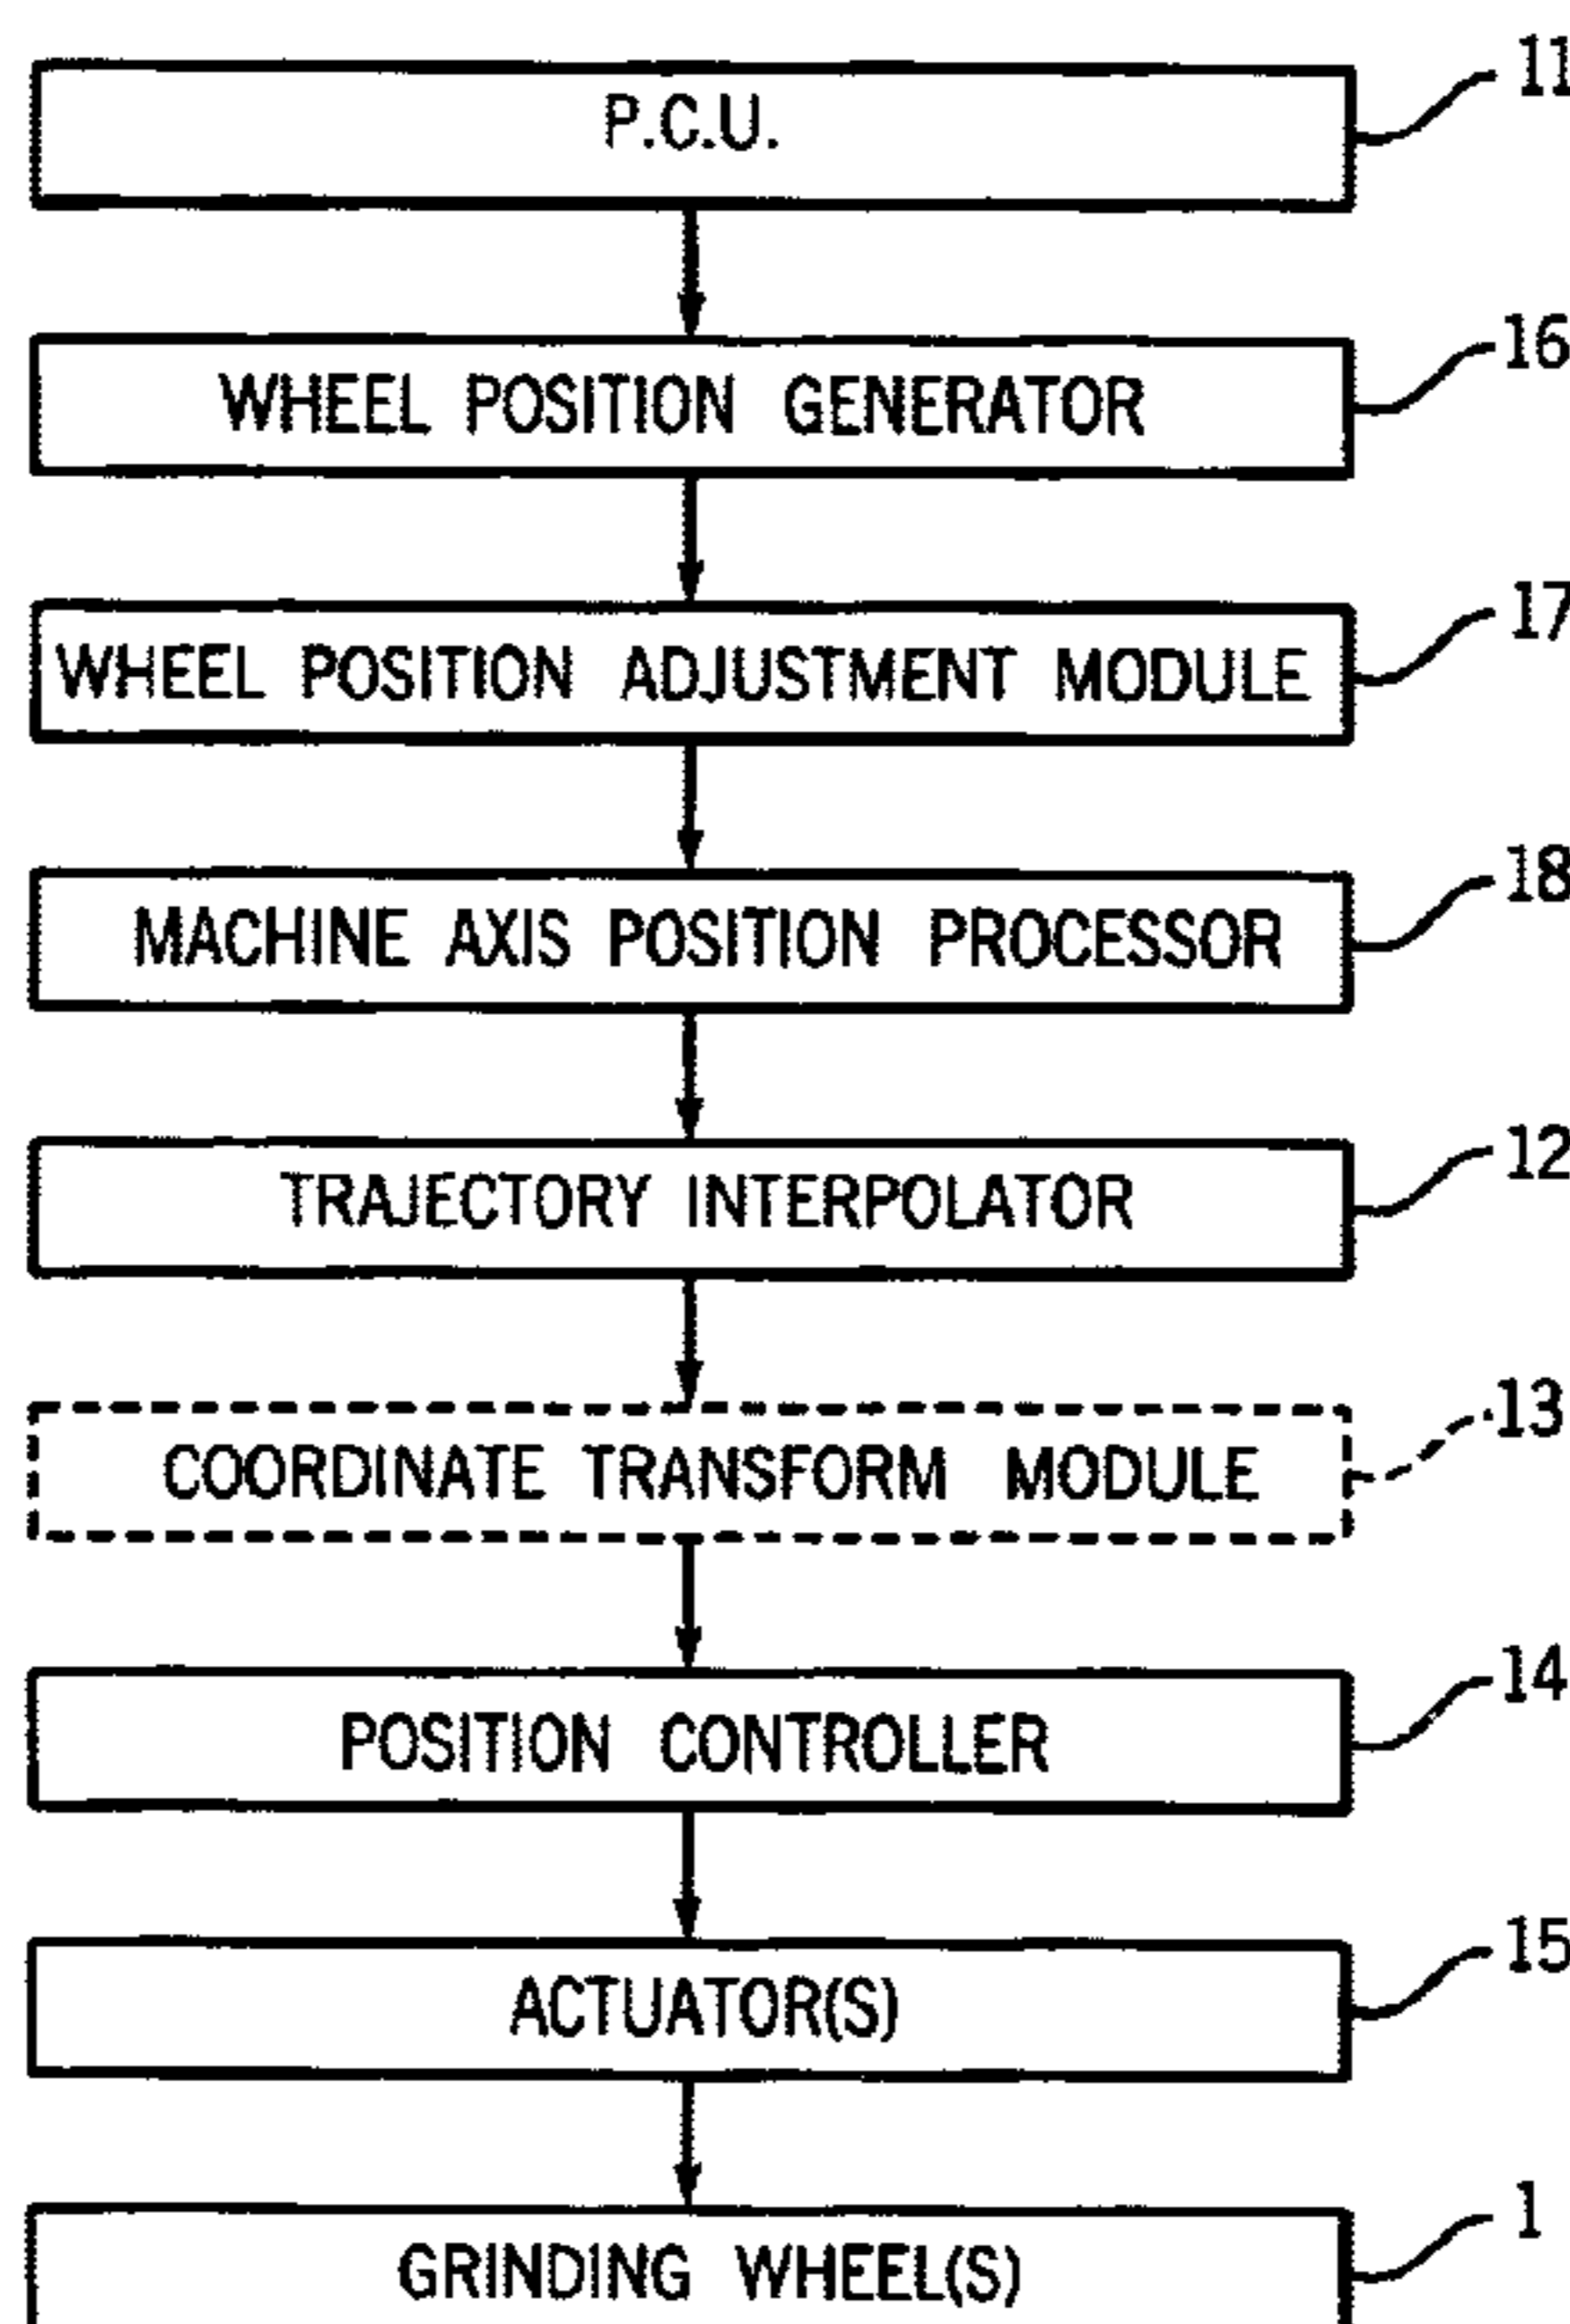 P.C.U.
11
WHEEL POSITION GENERATOR
16
WHEEL POSITION ADJUSTMENT MODULE
17
MACHINE AXIS POSITION PROCESSOR
18
TRAJECTORY INTERPOLATOR
12
COORDINATE TRANSFORM MODULE
13
POSITION CONTROLLER
14
ACTUATOR(S)
15
GRINDING WHEEL(S)
1